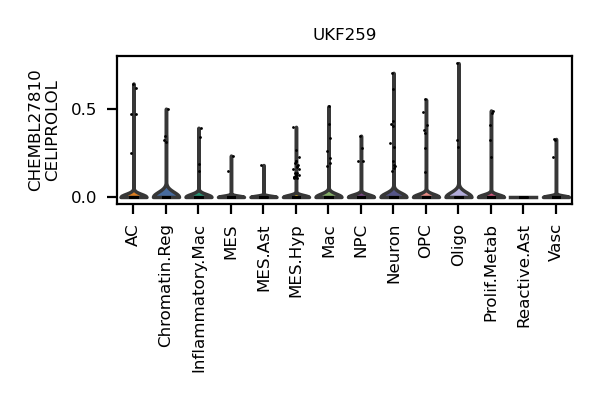 UKF259
CHEMBL27810
CELIPROLOL
0.5
0.0
AC
Chromatin.Reg
Inflammatory.Mac
MES
MES.Ast
MES.Hyp
Mac
NPC
Neuron
OPC
Oligo
Prolif.Metab
Reactive.Ast
Vasc